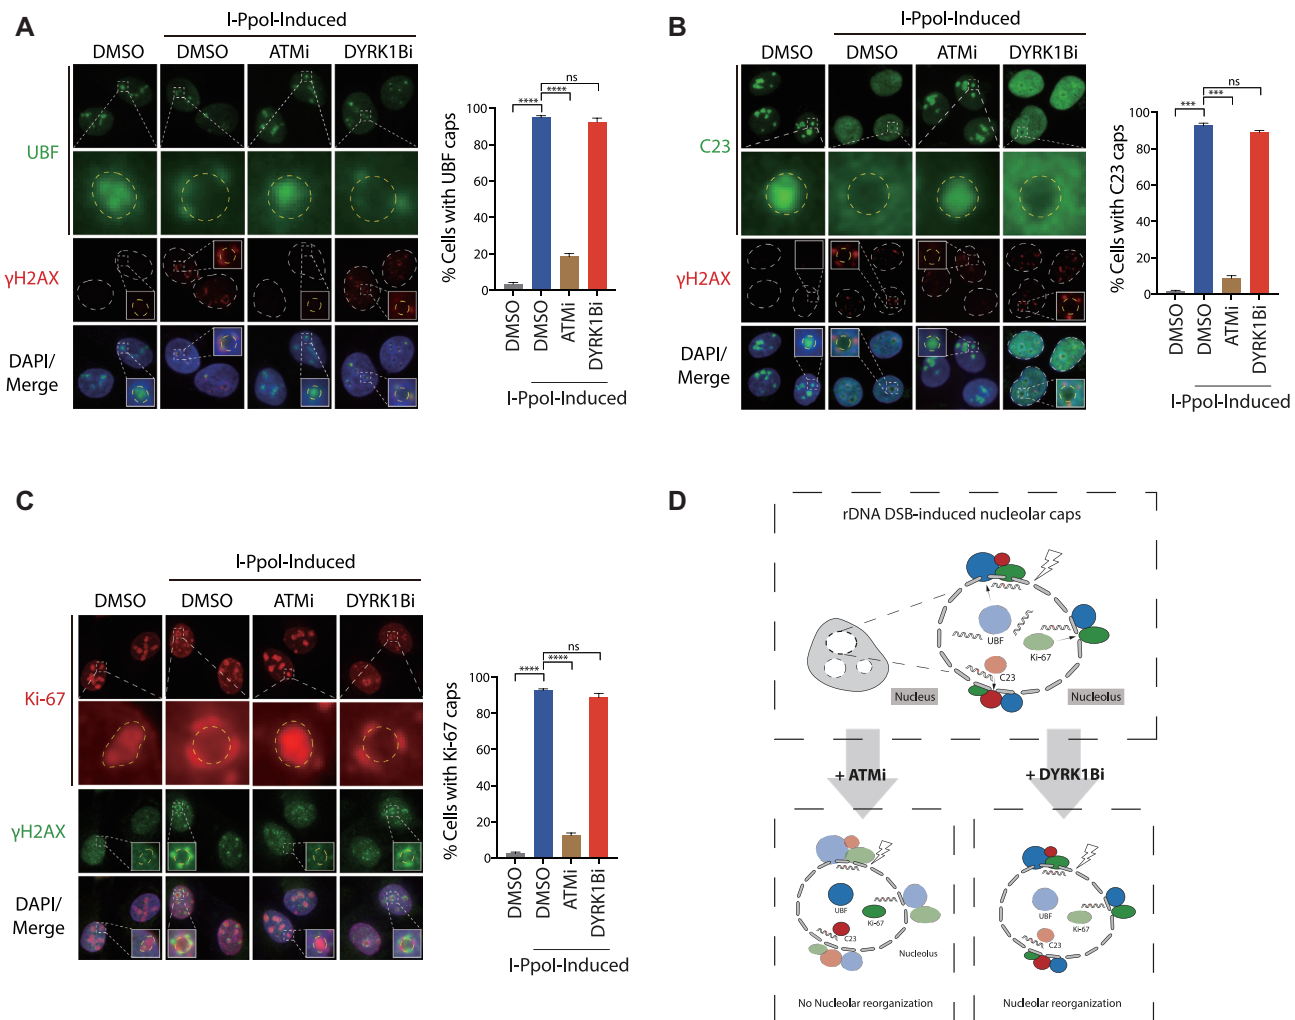 A
I-PpoI-Induced
DMSO DMSO ATMi DYRK1Bi
UBF
γH2AX
DAPI/
Merge
% Cells with UBF caps
100
80
60
40
20
0
**** **** ns
DMSO DMSO ATMi DYRK1Bi
I-PpoI-Induced
B
I-PpoI-Induced
DMSO DMSO ATMi DYRK1Bi
C23
γH2AX
DAPI/
Merge
% Cells with C23 caps
100
80
60
40
20
0
*** *** ns
DMSO DMSO ATMi DYRK1Bi
I-PpoI-Induced
C
I-PpoI-Induced
DMSO DMSO ATMi DYRK1Bi
Ki-67
γH2AX
DAPI/
Merge
% Cells with Ki-67 caps
100
80
60
40
20
0
**** **** ns
DMSO DMSO ATMi DYRK1Bi
I-PpoI-Induced
D
rDNA DSB-induced nucleolar caps
UBF
Ki-67
C23
Nucleus
Nucleolus
+ ATMi
+ DYRK1Bi
UBF
Ki-67
C23
Nucleolus
No Nucleolar reorganization
UBF
Ki-67
C23
Nucleolar reorganization